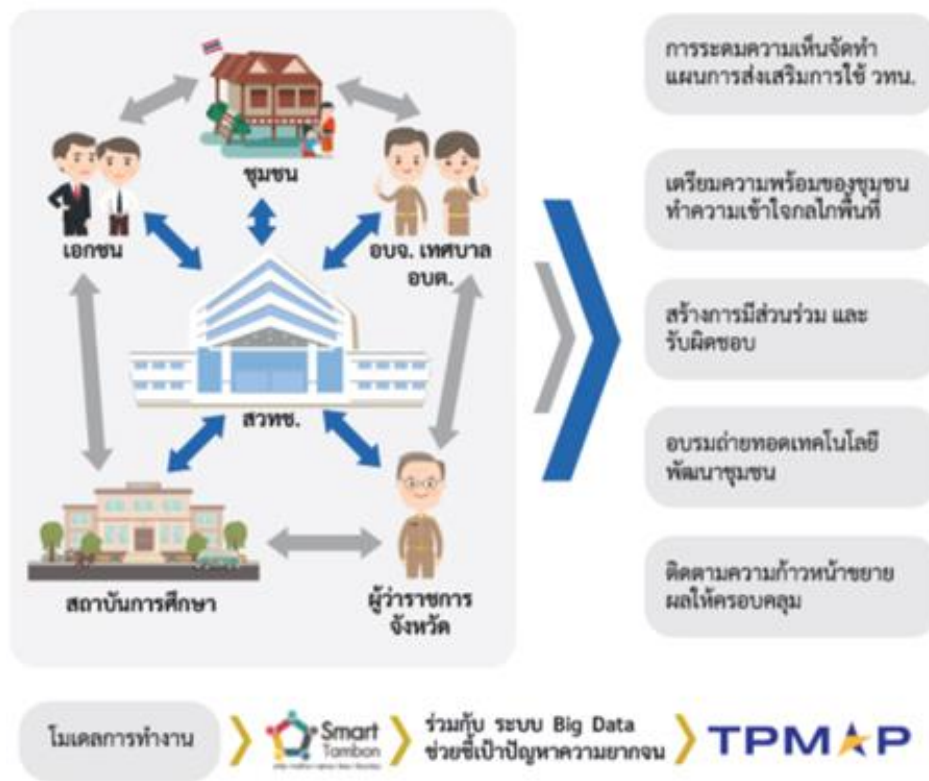 ชุมชน
เอกชน
อบจ. เทศบาล
อบต.
สวทช.
สถาบันการศึกษา
ผู้ว่าราชการ
จังหวัด
การระดมความเห็นจัดทำ
แผนการส่งเสริมการใช้ วทน.
เตรียมความพร้อมของชุมชน
ทำความเข้าใจกลไกพื้นที่
สร้างการมีส่วนร่วม และ
รับผิดชอบ
อบรมถ่ายทอดเทคโนโลยี
พัฒนาชุมชน
ติดตามความก้าวหน้าขยาย
ผลให้ครอบคลุม
โมเดลการทำงาน
Smart
Tambon
ร่วมกับ ระบบ Big Data
ช่วยชี้เป้าปัญหาความยากจน
TPMAP